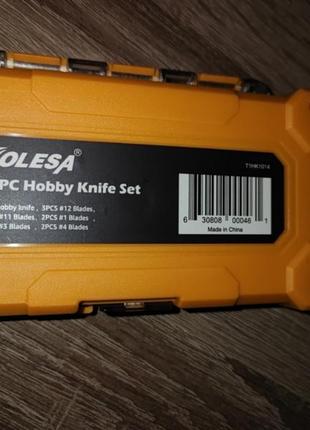 OLESA®
PC Hobby Knife Set
obby knife , 3PCS #12 Blades,
#11 Blades, 2PCS #1 Blades,
#3 Blades , 2PCS #4 Blades
T1HK1014
6 30808 00046 1
Made in China